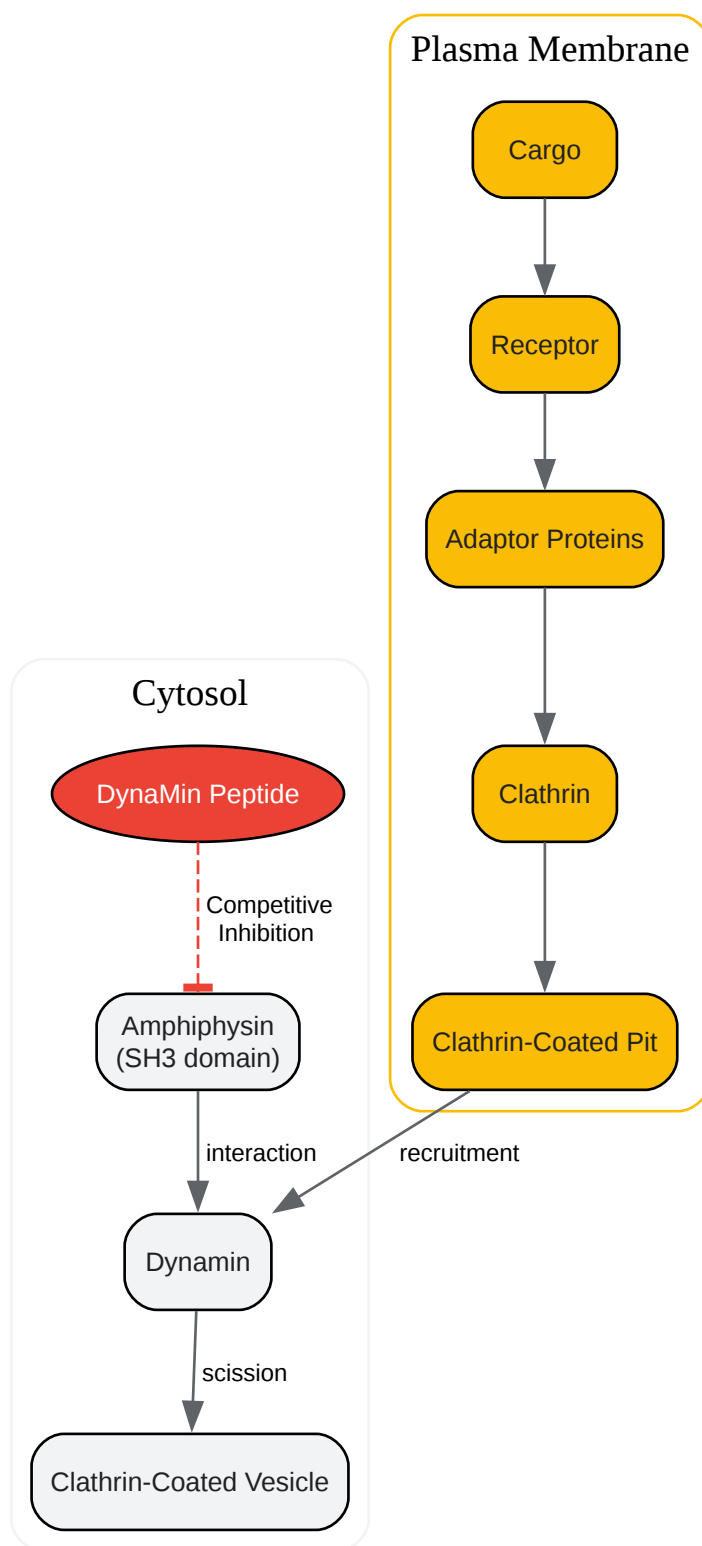 Plasma Membrane
Cargo
Receptor
Adaptor Proteins
Cytosol
DynaMin Peptide
Clathrin
Competitive
Inhibition
Amphiphysin
(SH3 domain)
Clathrin-Coated Pit
interaction
recruitment
Dynamin
scission
Clathrin-Coated Vesicle